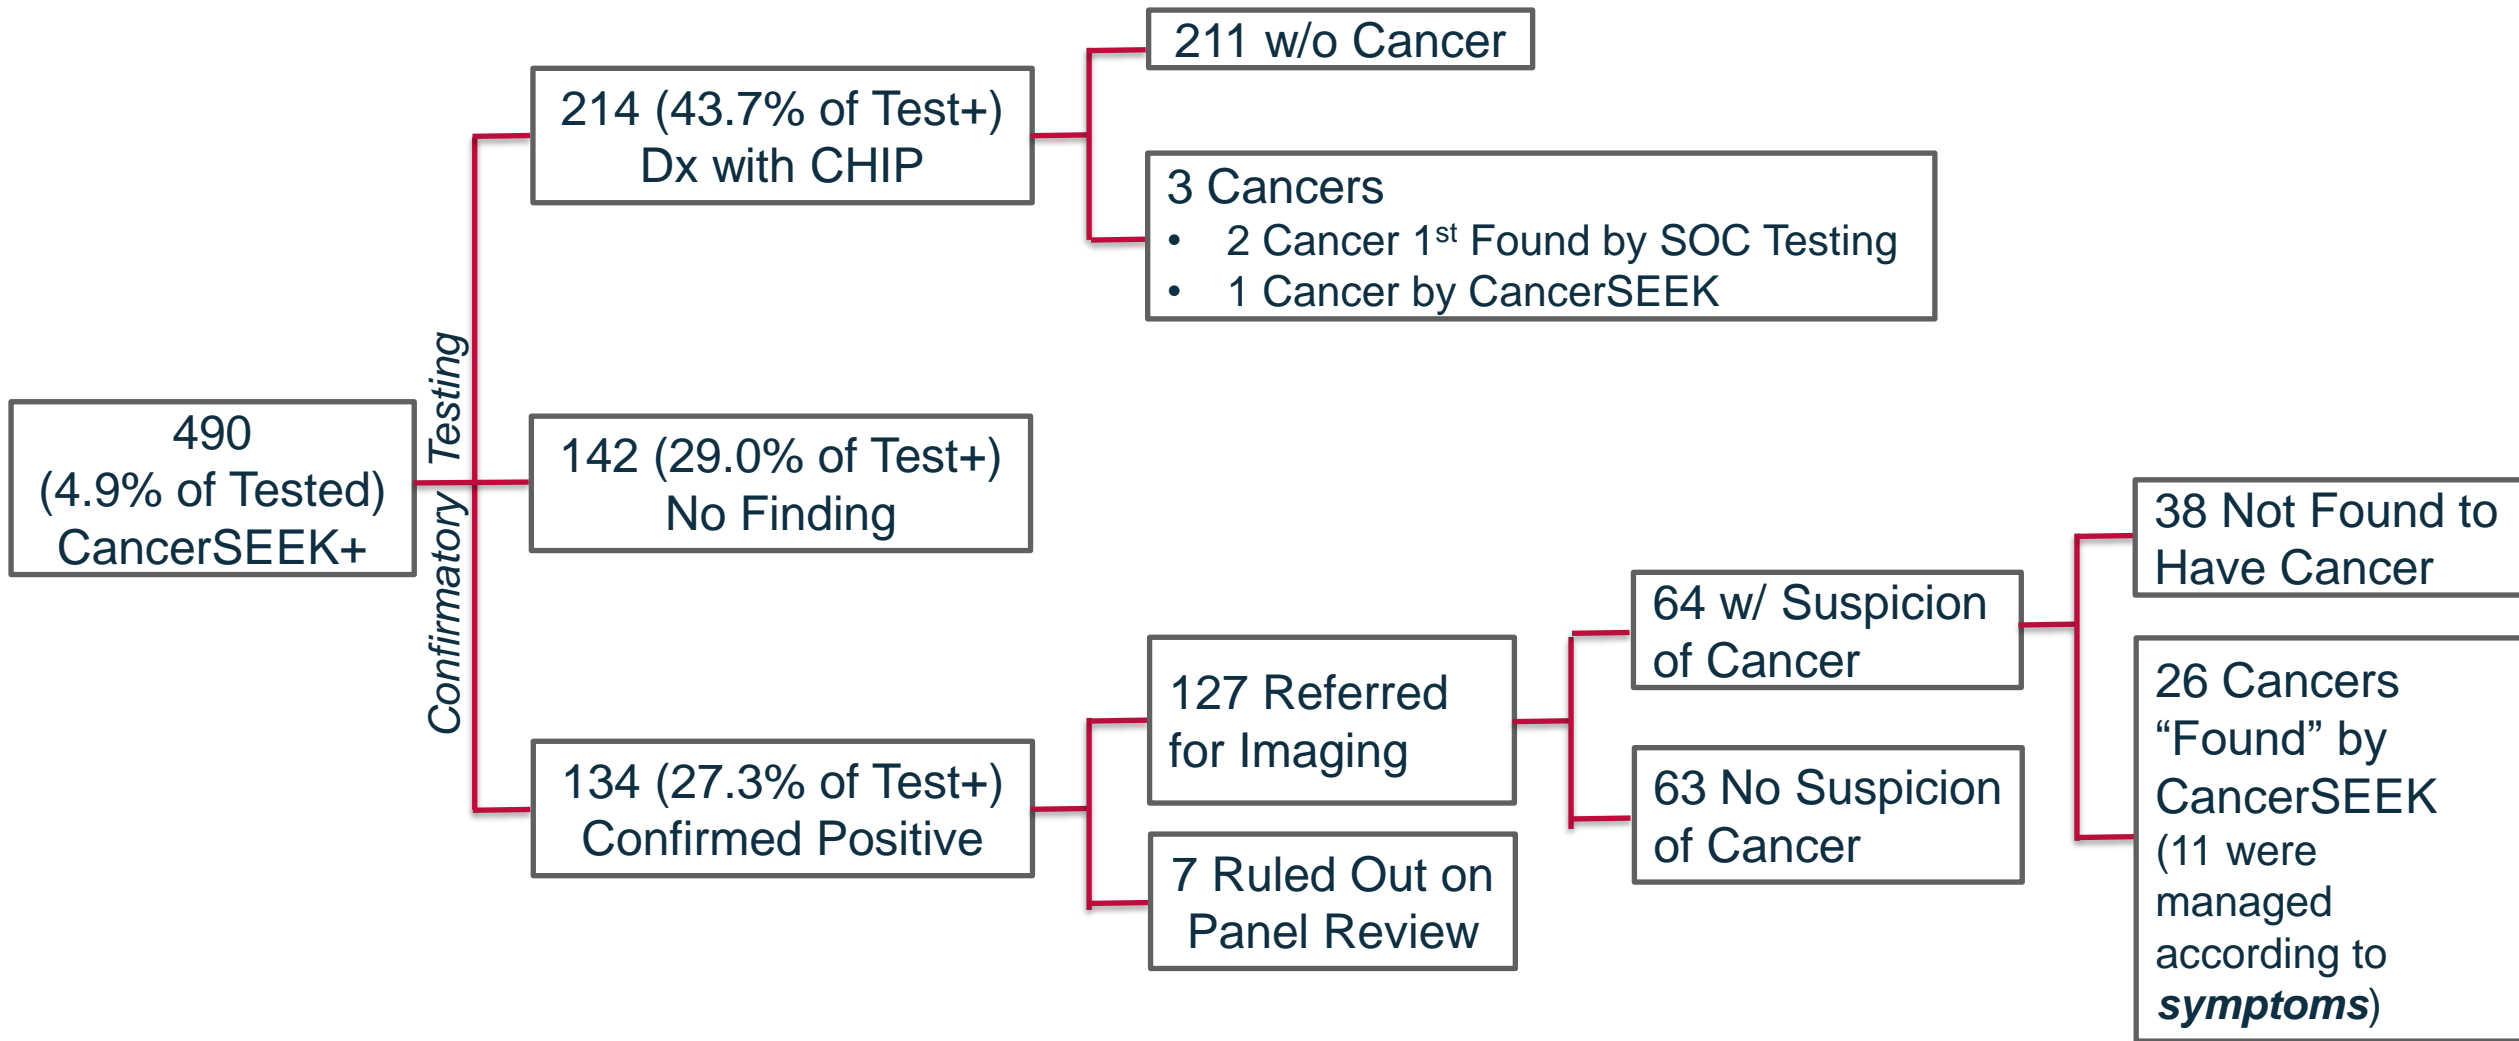 211 w/o Cancer
214 (43.7% of Test+)
Dx with CHIP
3 Cancers
• 2 Cancer 1st Found by SOC Testing
• 1 Cancer by CancerSEEK
Confirmatory Testing
490
(4.9% of Tested)
CancerSEEK+
142 (29.0% of Test+)
No Finding
134 (27.3% of Test+)
Confirmed Positive
127 Referred
for Imaging
7 Ruled Out on
Panel Review
64 w/ Suspicion
of Cancer
63 No Suspicion
of Cancer
38 Not Found to
Have Cancer
26 Cancers
“Found” by
CancerSEEK
(11 were
managed
according to
symptoms)